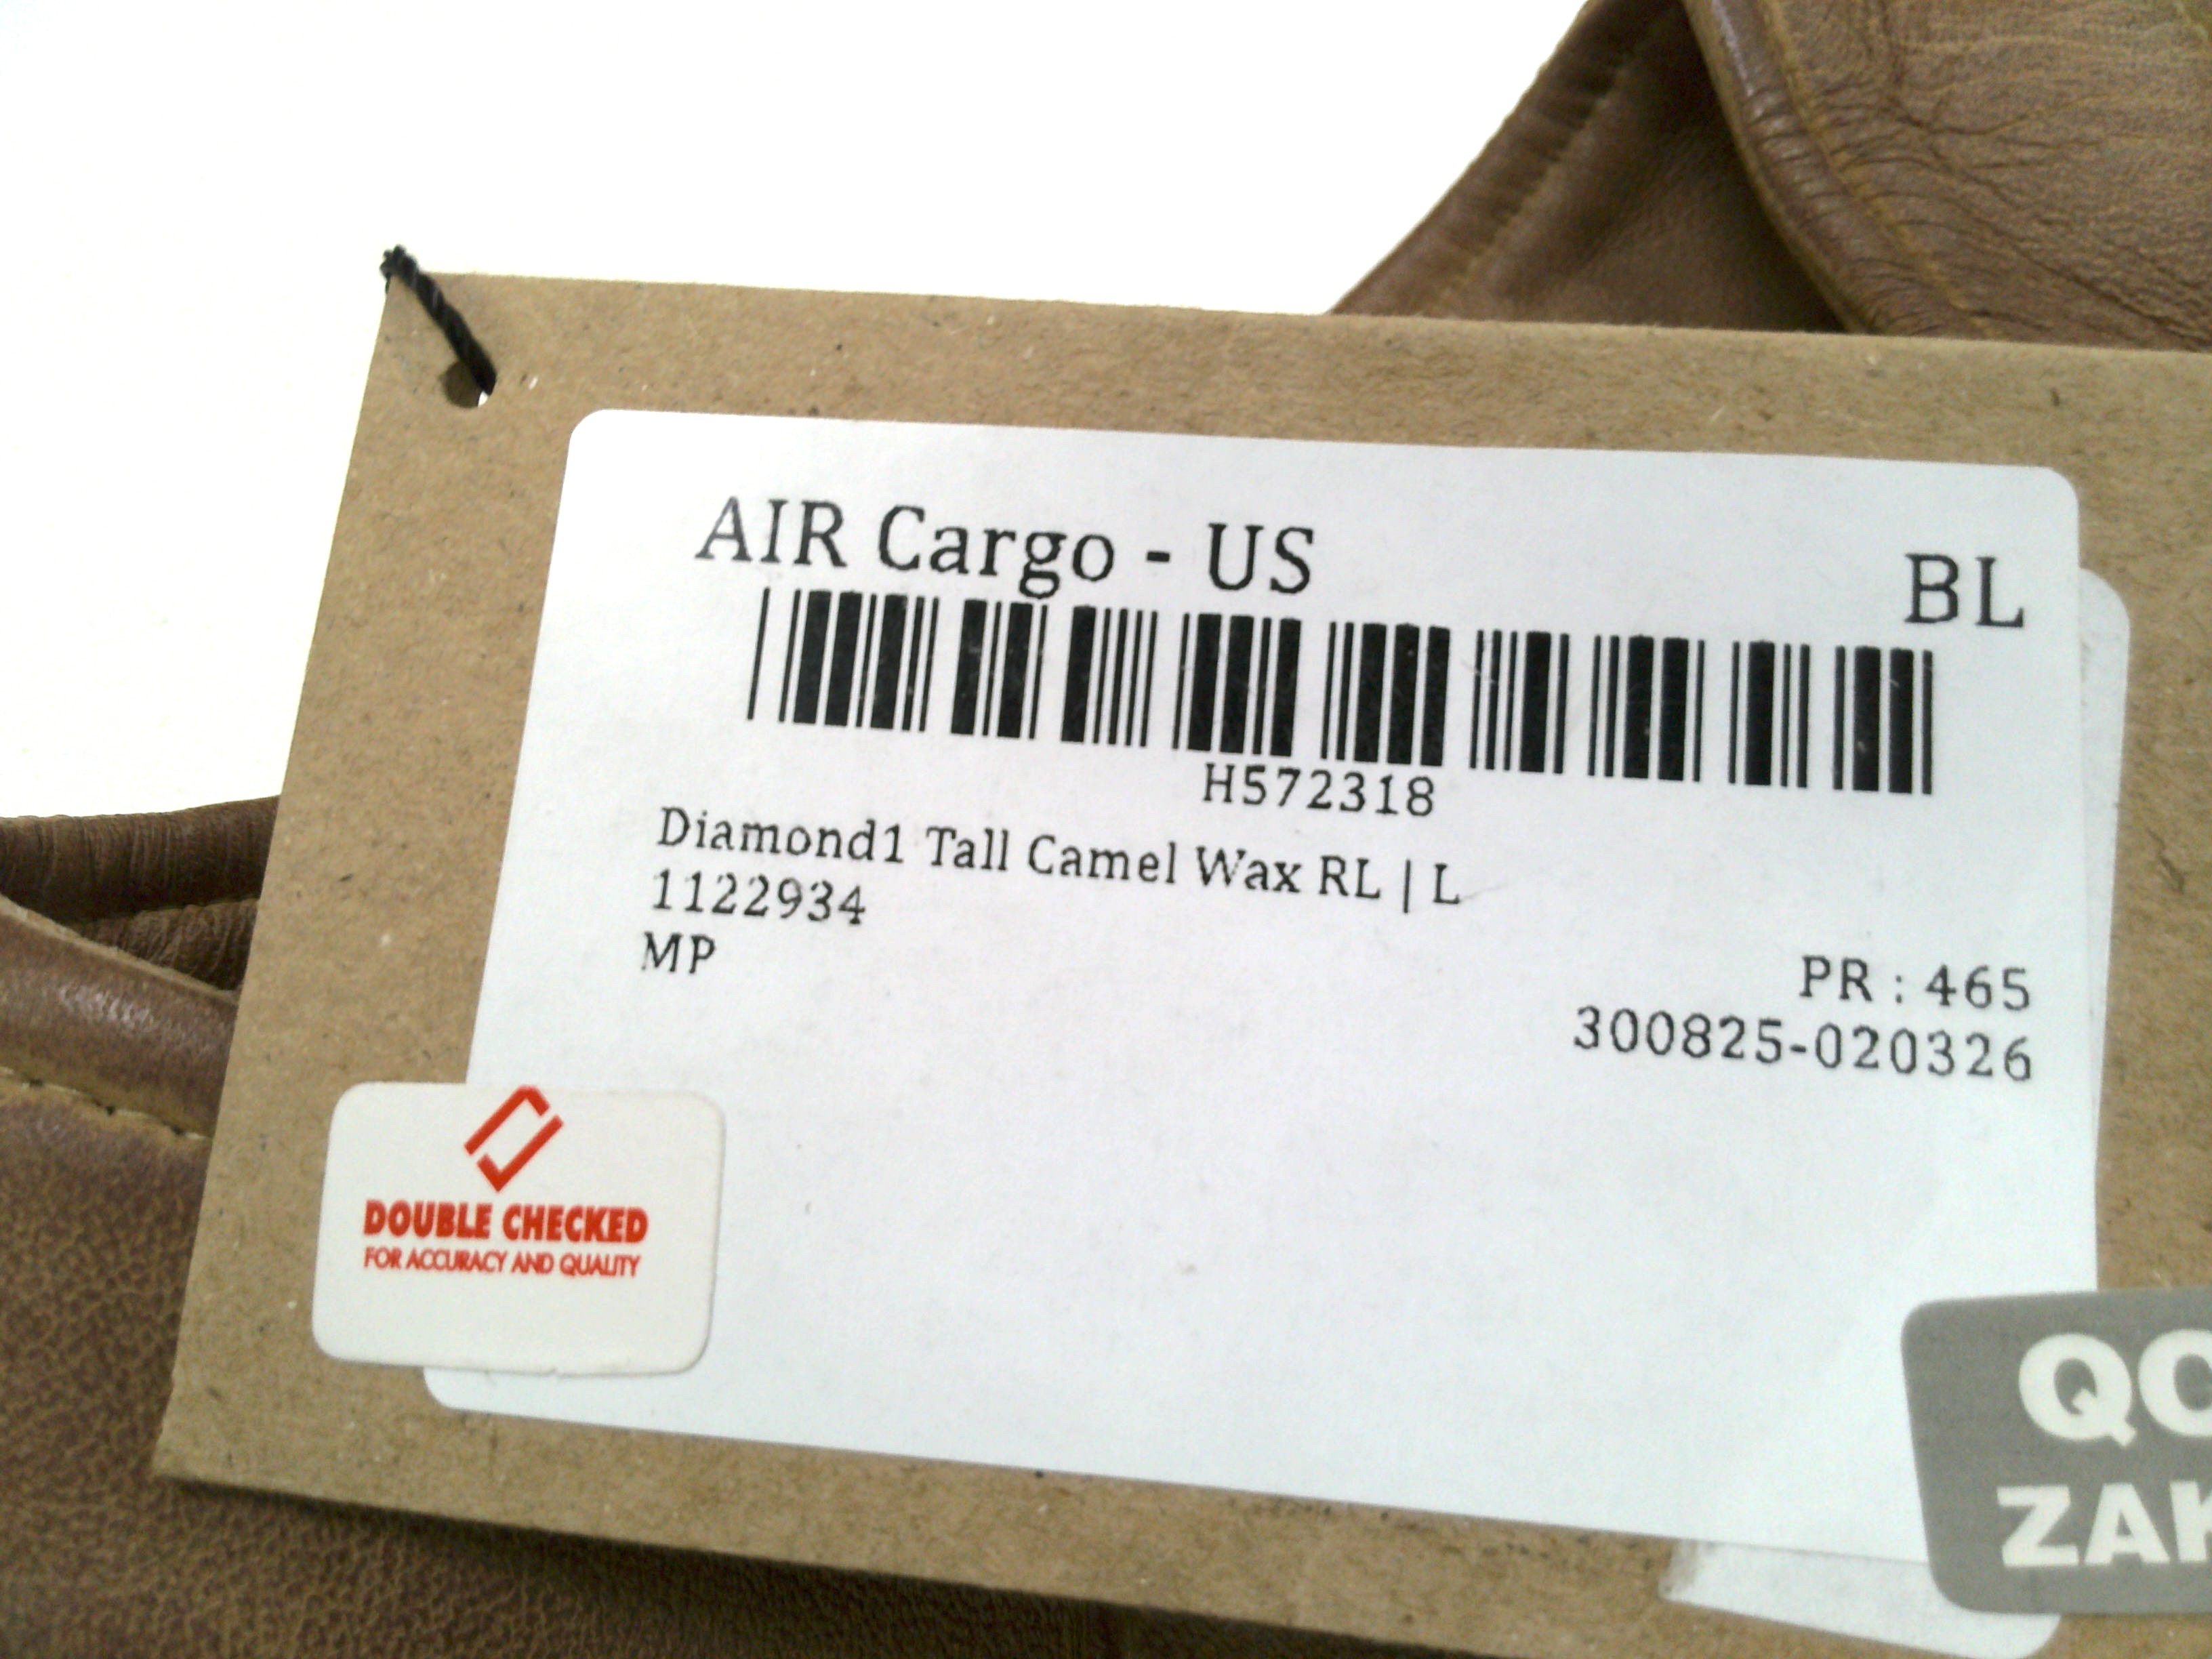 AIR Cargo - US
BL
H572318
Diamond1 Tall Camel Wax RL | L
1122934
MP
PR : 465
300825-020326
DOUBLE CHECKED
FOR ACCURACY AND QUALITY